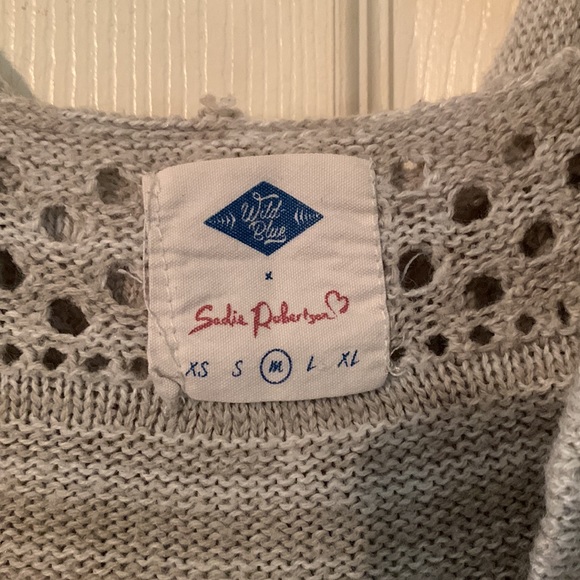 Wild
Blue
x
Sadie Robertson
XS S M L XL